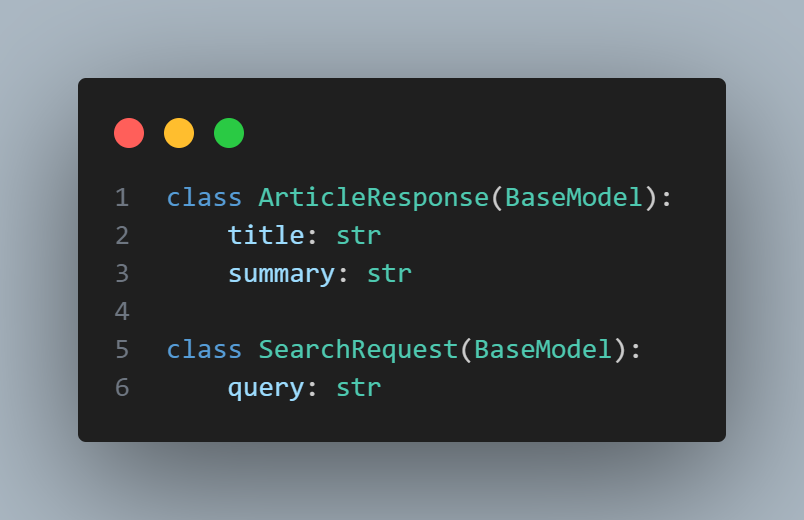 1 class ArticleResponse(BaseModel):
2     title: str
3     summary: str
4
5 class SearchRequest(BaseModel):
6     query: str